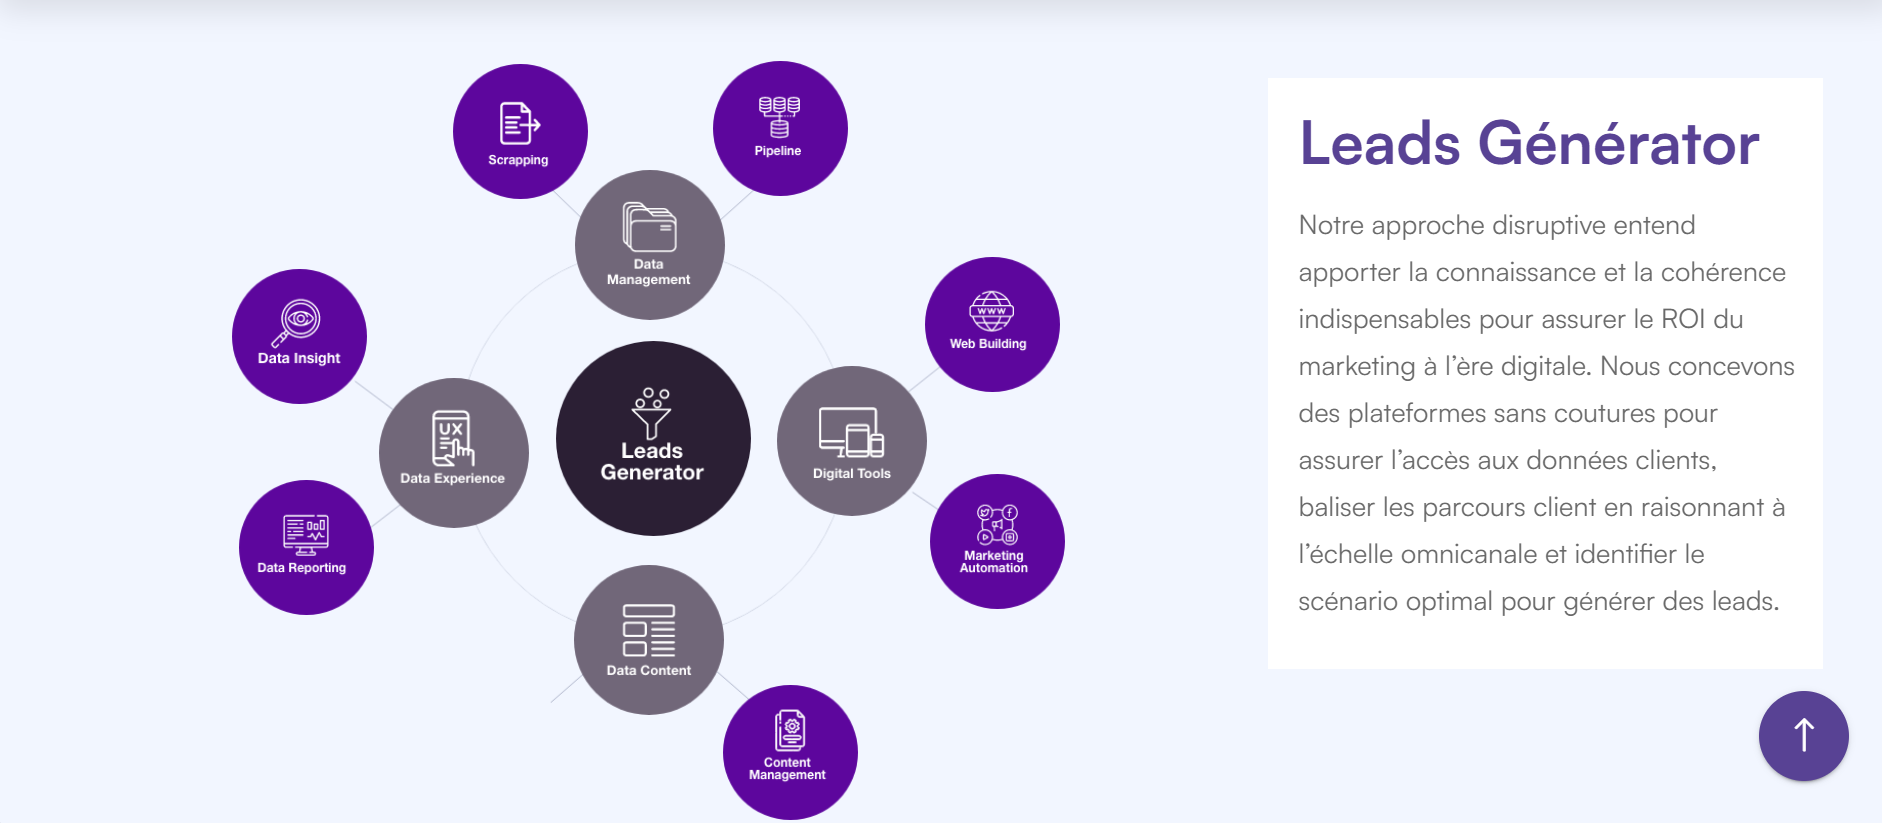 Scrapping
Pipeline
Data
Management
Data Insight
WWW
Web Building
UX
Data Experience
Leads
Generator
Digital Tools
Data Reporting
Marketing
Automation
Data Content
Content
Management
Leads Générator
Notre approche disruptive entend
apporter la connaissance et la cohérence
indispensables pour assurer le ROI du
marketing à l’ère digitale. Nous concevons
des plateformes sans coutures pour
assurer l’accès aux données clients,
baliser les parcours client en raisonnant à
l’échelle omnicanale et identifier le
scénario optimal pour générer des leads.